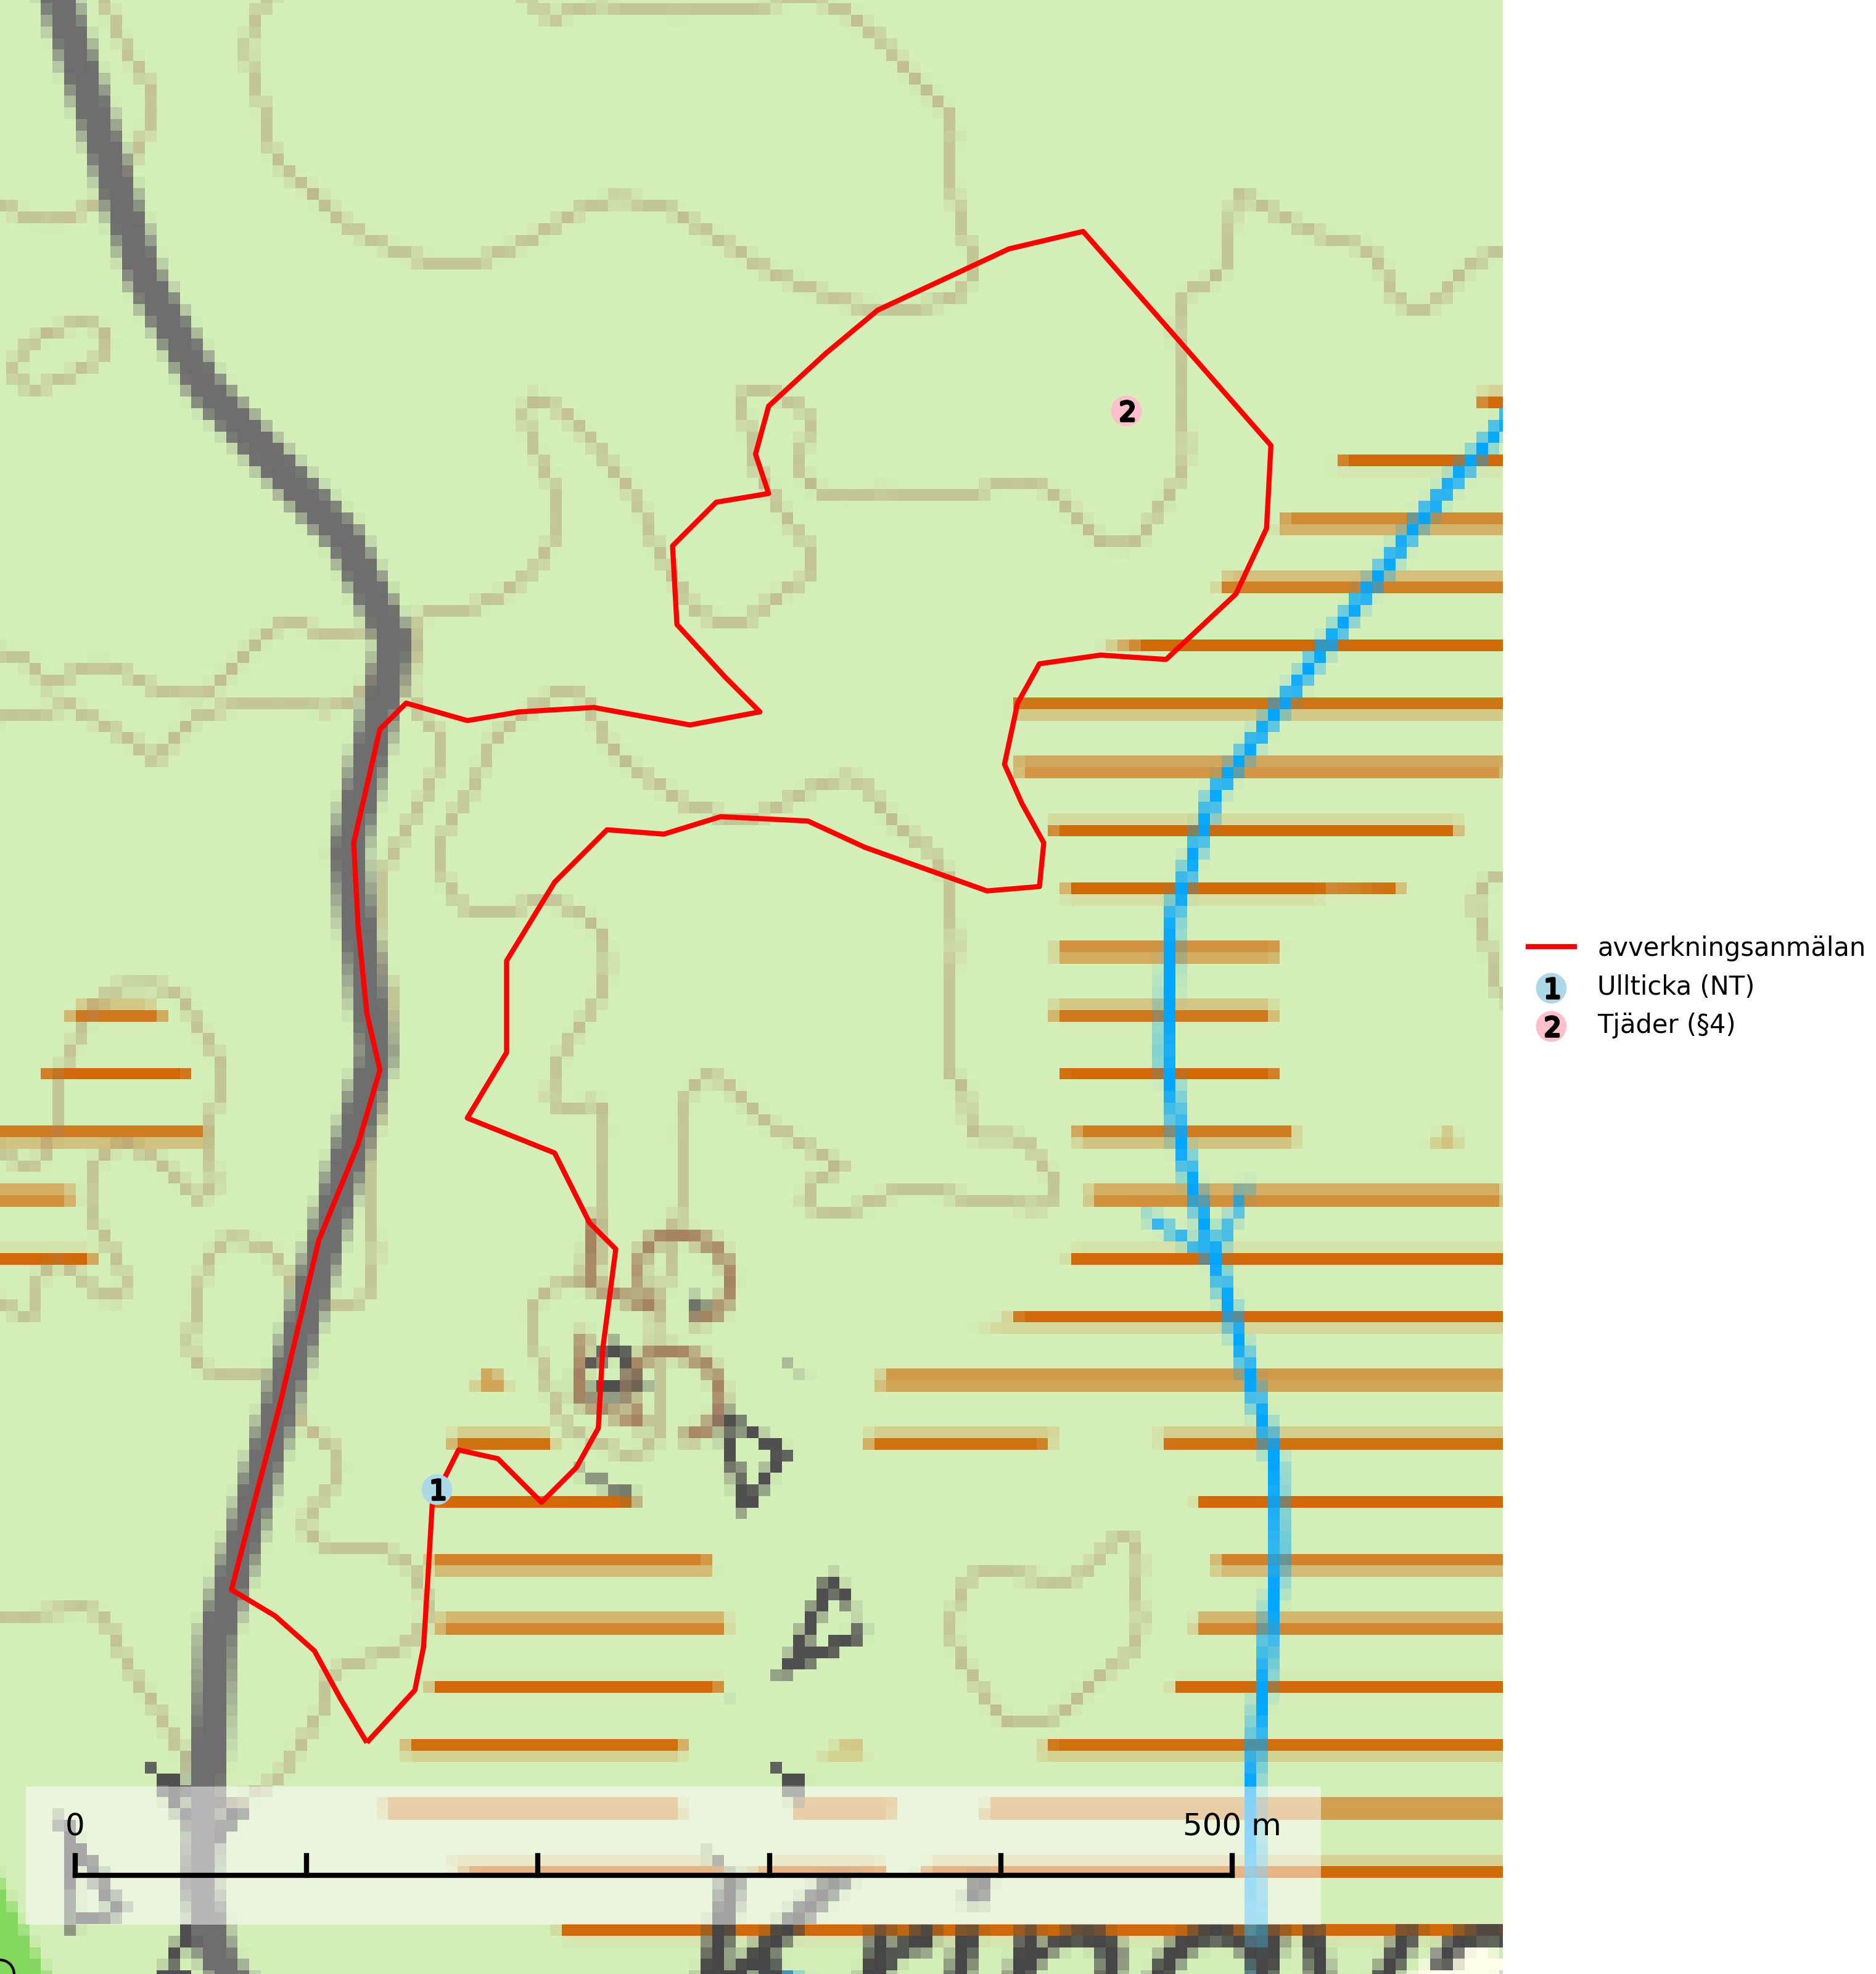 avverkningsanmälan
1 Ullticka (NT)
2 Tjäder (§4)
2
1
0 500 m